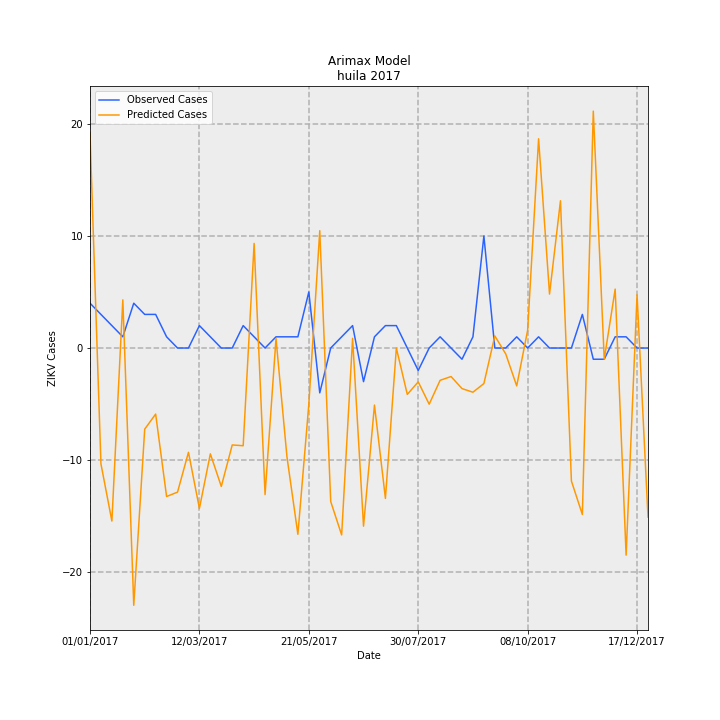 Arimax Model
huila 2017
Observed Cases
Predicted Cases
20
10
0
−10
−20
ZIKV Cases
01/01/2017 12/03/2017 21/05/2017 30/07/2017 08/10/2017 17/12/2017
Date